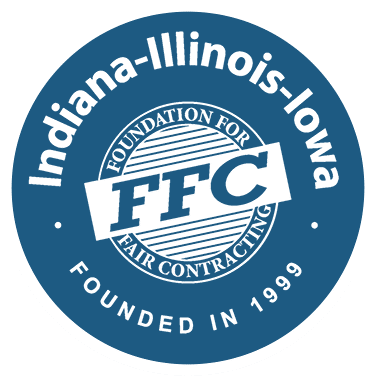 Indiana-Illinois-Iowa
FOUNDATION FOR
FFC
FAIR CONTRACTING
FOUNDED IN 1999